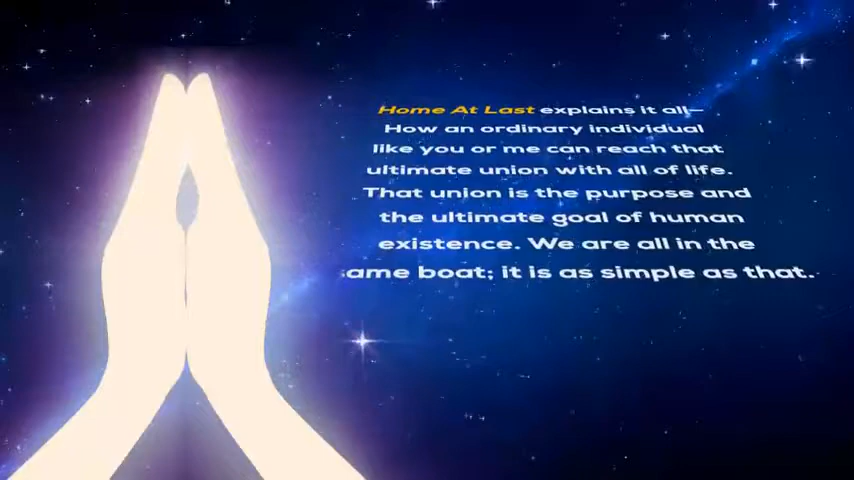 Home At Last explains it all—
How an ordinary individual
like you or me can reach that
ultimate union with all of life.
That union is the purpose and
the ultimate goal of human
existence. We are all in the
ame boat; it is as simple as that.